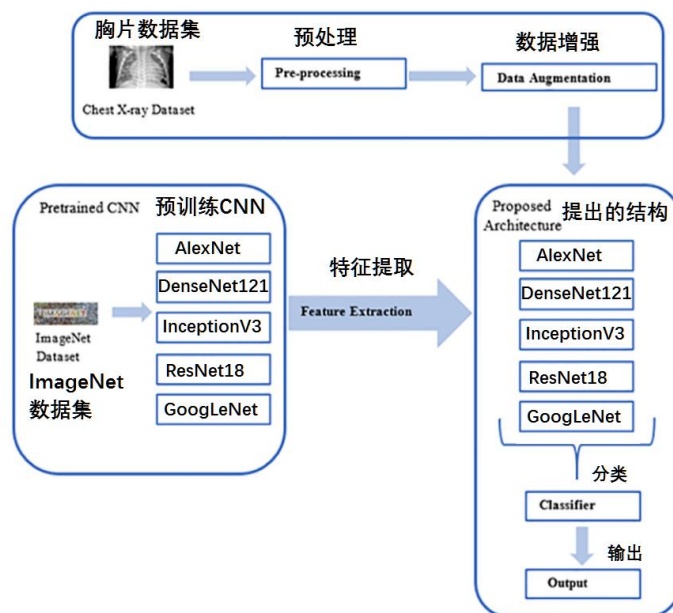 胸片数据集
预处理
数据增强
Pre-processing
Data Augmentation
Chest X-ray Dataset
Pretrained CNN
预训练CNN
AlexNet
DenseNet121
InceptionV3
ResNet18
GoogLeNet
IMAGENET
ImageNet
Dataset
ImageNet
数据集
特征提取
Feature Extraction
Proposed
Architecture
提出的结构
AlexNet
DenseNet121
InceptionV3
ResNet18
GoogLeNet
分类
Classifier
输出
Output